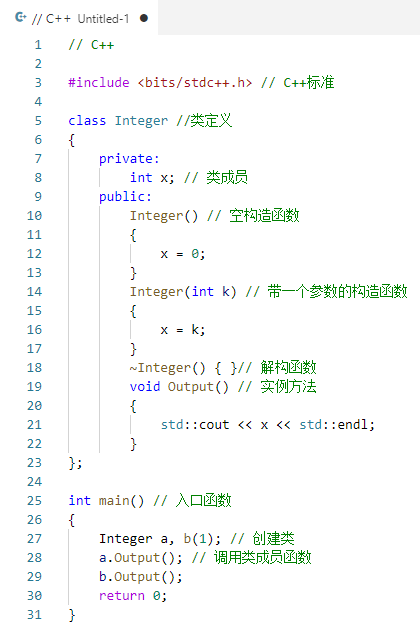 // C++ Untitled-1 ●
1 // C++
2
3 #include <bits/stdc++.h> // C++标准
4
5 class Integer //类定义
6 {
7     private:
8         int x; // 类成员
9     public:
10         Integer() // 空构造函数
11         {
12             x = 0;
13         }
14         Integer(int k) // 带一个参数的构造函数
15         {
16             x = k;
17         }
18         ~Integer() { }// 解构函数
19         void Output() // 实例方法
20         {
21             std::cout << x << std::endl;
22         }
23 };
24
25 int main() // 入口函数
26 {
27     Integer a, b(1); // 创建类
28     a.Output(); // 调用类成员函数
29     b.Output();
30     return 0;
31 }